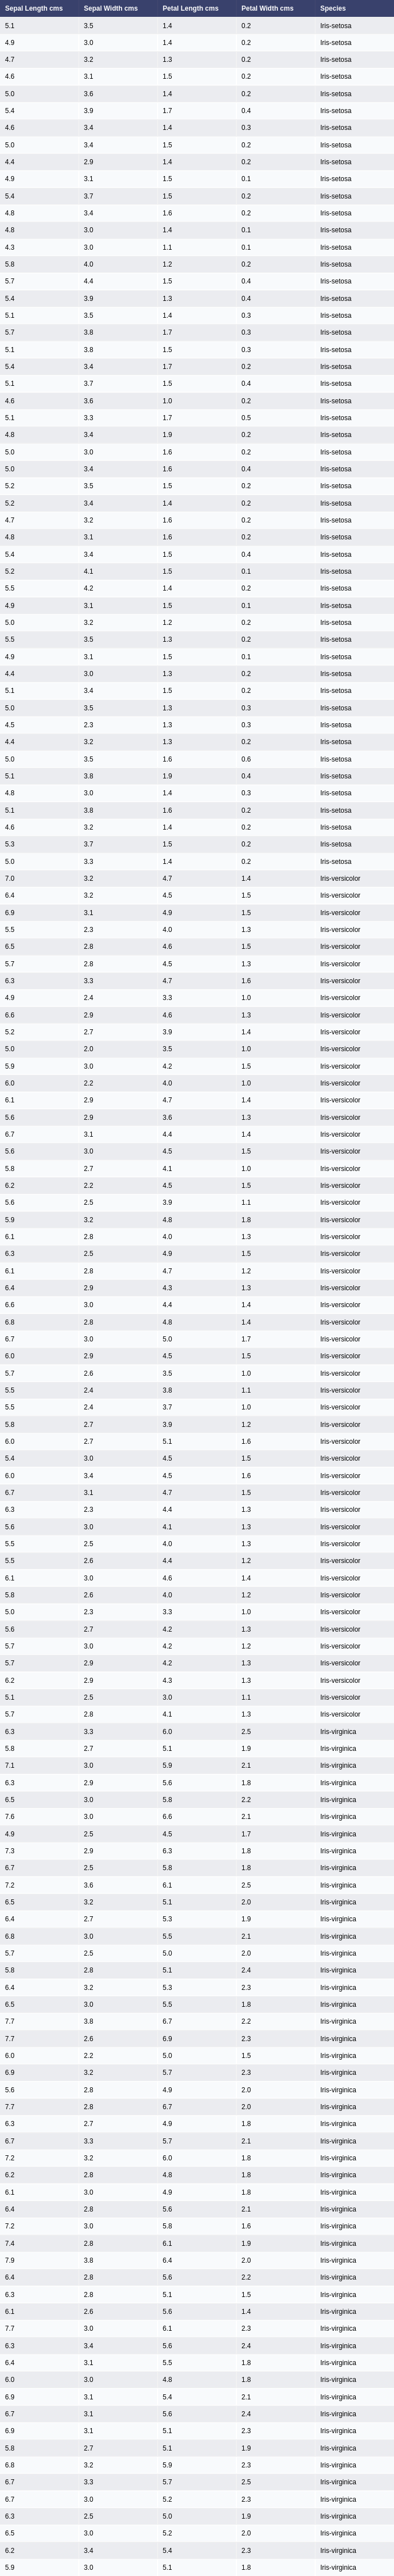 Sepal Length cms Sepal Width cms Petal Length cms Petal Width cms Species
5.1 3.5 1.4 0.2 Iris-setosa
4.9 3.0 1.4 0.2 Iris-setosa
4.7 3.2 1.3 0.2 Iris-setosa
4.6 3.1 1.5 0.2 Iris-setosa
5.0 3.6 1.4 0.2 Iris-setosa
5.4 3.9 1.7 0.4 Iris-setosa
4.6 3.4 1.4 0.3 Iris-setosa
5.0 3.4 1.5 0.2 Iris-setosa
4.4 2.9 1.4 0.2 Iris-setosa
4.9 3.1 1.5 0.1 Iris-setosa
5.4 3.7 1.5 0.2 Iris-setosa
4.8 3.4 1.6 0.2 Iris-setosa
4.8 3.0 1.4 0.1 Iris-setosa
4.3 3.0 1.1 0.1 Iris-setosa
5.8 4.0 1.2 0.2 Iris-setosa
5.7 4.4 1.5 0.4 Iris-setosa
5.4 3.9 1.3 0.4 Iris-setosa
5.1 3.5 1.4 0.3 Iris-setosa
5.7 3.8 1.7 0.3 Iris-setosa
5.1 3.8 1.5 0.3 Iris-setosa
5.4 3.4 1.7 0.2 Iris-setosa
5.1 3.7 1.5 0.4 Iris-setosa
4.6 3.6 1.0 0.2 Iris-setosa
5.1 3.3 1.7 0.5 Iris-setosa
4.8 3.4 1.9 0.2 Iris-setosa
5.0 3.0 1.6 0.2 Iris-setosa
5.0 3.4 1.6 0.4 Iris-setosa
5.2 3.5 1.5 0.2 Iris-setosa
5.2 3.4 1.4 0.2 Iris-setosa
4.7 3.2 1.6 0.2 Iris-setosa
4.8 3.1 1.6 0.2 Iris-setosa
5.4 3.4 1.5 0.4 Iris-setosa
5.2 4.1 1.5 0.1 Iris-setosa
5.5 4.2 1.4 0.2 Iris-setosa
4.9 3.1 1.5 0.1 Iris-setosa
5.0 3.2 1.2 0.2 Iris-setosa
5.5 3.5 1.3 0.2 Iris-setosa
4.9 3.1 1.5 0.1 Iris-setosa
4.4 3.0 1.3 0.2 Iris-setosa
5.1 3.4 1.5 0.2 Iris-setosa
5.0 3.5 1.3 0.3 Iris-setosa
4.5 2.3 1.3 0.3 Iris-setosa
4.4 3.2 1.3 0.2 Iris-setosa
5.0 3.5 1.6 0.6 Iris-setosa
5.1 3.8 1.9 0.4 Iris-setosa
4.8 3.0 1.4 0.3 Iris-setosa
5.1 3.8 1.6 0.2 Iris-setosa
4.6 3.2 1.4 0.2 Iris-setosa
5.3 3.7 1.5 0.2 Iris-setosa
5.0 3.3 1.4 0.2 Iris-setosa
7.0 3.2 4.7 1.4 Iris-versicolor
6.4 3.2 4.5 1.5 Iris-versicolor
6.9 3.1 4.9 1.5 Iris-versicolor
5.5 2.3 4.0 1.3 Iris-versicolor
6.5 2.8 4.6 1.5 Iris-versicolor
5.7 2.8 4.5 1.3 Iris-versicolor
6.3 3.3 4.7 1.6 Iris-versicolor
4.9 2.4 3.3 1.0 Iris-versicolor
6.6 2.9 4.6 1.3 Iris-versicolor
5.2 2.7 3.9 1.4 Iris-versicolor
5.0 2.0 3.5 1.0 Iris-versicolor
5.9 3.0 4.2 1.5 Iris-versicolor
6.0 2.2 4.0 1.0 Iris-versicolor
6.1 2.9 4.7 1.4 Iris-versicolor
5.6 2.9 3.6 1.3 Iris-versicolor
6.7 3.1 4.4 1.4 Iris-versicolor
5.6 3.0 4.5 1.5 Iris-versicolor
5.8 2.7 4.1 1.0 Iris-versicolor
6.2 2.2 4.5 1.5 Iris-versicolor
5.6 2.5 3.9 1.1 Iris-versicolor
5.9 3.2 4.8 1.8 Iris-versicolor
6.1 2.8 4.0 1.3 Iris-versicolor
6.3 2.5 4.9 1.5 Iris-versicolor
6.1 2.8 4.7 1.2 Iris-versicolor
6.4 2.9 4.3 1.3 Iris-versicolor
6.6 3.0 4.4 1.4 Iris-versicolor
6.8 2.8 4.8 1.4 Iris-versicolor
6.7 3.0 5.0 1.7 Iris-versicolor
6.0 2.9 4.5 1.5 Iris-versicolor
5.7 2.6 3.5 1.0 Iris-versicolor
5.5 2.4 3.8 1.1 Iris-versicolor
5.5 2.4 3.7 1.0 Iris-versicolor
5.8 2.7 3.9 1.2 Iris-versicolor
6.0 2.7 5.1 1.6 Iris-versicolor
5.4 3.0 4.5 1.5 Iris-versicolor
6.0 3.4 4.5 1.6 Iris-versicolor
6.7 3.1 4.7 1.5 Iris-versicolor
6.3 2.3 4.4 1.3 Iris-versicolor
5.6 3.0 4.1 1.3 Iris-versicolor
5.5 2.5 4.0 1.3 Iris-versicolor
5.5 2.6 4.4 1.2 Iris-versicolor
6.1 3.0 4.6 1.4 Iris-versicolor
5.8 2.6 4.0 1.2 Iris-versicolor
5.0 2.3 3.3 1.0 Iris-versicolor
5.6 2.7 4.2 1.3 Iris-versicolor
5.7 3.0 4.2 1.2 Iris-versicolor
5.7 2.9 4.2 1.3 Iris-versicolor
6.2 2.9 4.3 1.3 Iris-versicolor
5.1 2.5 3.0 1.1 Iris-versicolor
5.7 2.8 4.1 1.3 Iris-versicolor
6.3 3.3 6.0 2.5 Iris-virginica
5.8 2.7 5.1 1.9 Iris-virginica
7.1 3.0 5.9 2.1 Iris-virginica
6.3 2.9 5.6 1.8 Iris-virginica
6.5 3.0 5.8 2.2 Iris-virginica
7.6 3.0 6.6 2.1 Iris-virginica
4.9 2.5 4.5 1.7 Iris-virginica
7.3 2.9 6.3 1.8 Iris-virginica
6.7 2.5 5.8 1.8 Iris-virginica
7.2 3.6 6.1 2.5 Iris-virginica
6.5 3.2 5.1 2.0 Iris-virginica
6.4 2.7 5.3 1.9 Iris-virginica
6.8 3.0 5.5 2.1 Iris-virginica
5.7 2.5 5.0 2.0 Iris-virginica
5.8 2.8 5.1 2.4 Iris-virginica
6.4 3.2 5.3 2.3 Iris-virginica
6.5 3.0 5.5 1.8 Iris-virginica
7.7 3.8 6.7 2.2 Iris-virginica
7.7 2.6 6.9 2.3 Iris-virginica
6.0 2.2 5.0 1.5 Iris-virginica
6.9 3.2 5.7 2.3 Iris-virginica
5.6 2.8 4.9 2.0 Iris-virginica
7.7 2.8 6.7 2.0 Iris-virginica
6.3 2.7 4.9 1.8 Iris-virginica
6.7 3.3 5.7 2.1 Iris-virginica
7.2 3.2 6.0 1.8 Iris-virginica
6.2 2.8 4.8 1.8 Iris-virginica
6.1 3.0 4.9 1.8 Iris-virginica
6.4 2.8 5.6 2.1 Iris-virginica
7.2 3.0 5.8 1.6 Iris-virginica
7.4 2.8 6.1 1.9 Iris-virginica
7.9 3.8 6.4 2.0 Iris-virginica
6.4 2.8 5.6 2.2 Iris-virginica
6.3 2.8 5.1 1.5 Iris-virginica
6.1 2.6 5.6 1.4 Iris-virginica
7.7 3.0 6.1 2.3 Iris-virginica
6.3 3.4 5.6 2.4 Iris-virginica
6.4 3.1 5.5 1.8 Iris-virginica
6.0 3.0 4.8 1.8 Iris-virginica
6.9 3.1 5.4 2.1 Iris-virginica
6.7 3.1 5.6 2.4 Iris-virginica
6.9 3.1 5.1 2.3 Iris-virginica
5.8 2.7 5.1 1.9 Iris-virginica
6.8 3.2 5.9 2.3 Iris-virginica
6.7 3.3 5.7 2.5 Iris-virginica
6.7 3.0 5.2 2.3 Iris-virginica
6.3 2.5 5.0 1.9 Iris-virginica
6.5 3.0 5.2 2.0 Iris-virginica
6.2 3.4 5.4 2.3 Iris-virginica
5.9 3.0 5.1 1.8 Iris-virginica